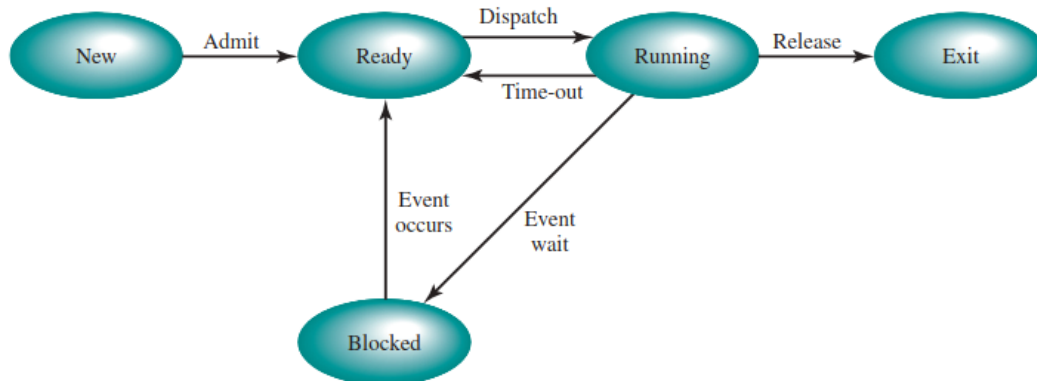 Dispatch
New
Admit
Ready
Running
Release
Exit
Time-out
Event
occurs
Event
wait
Blocked